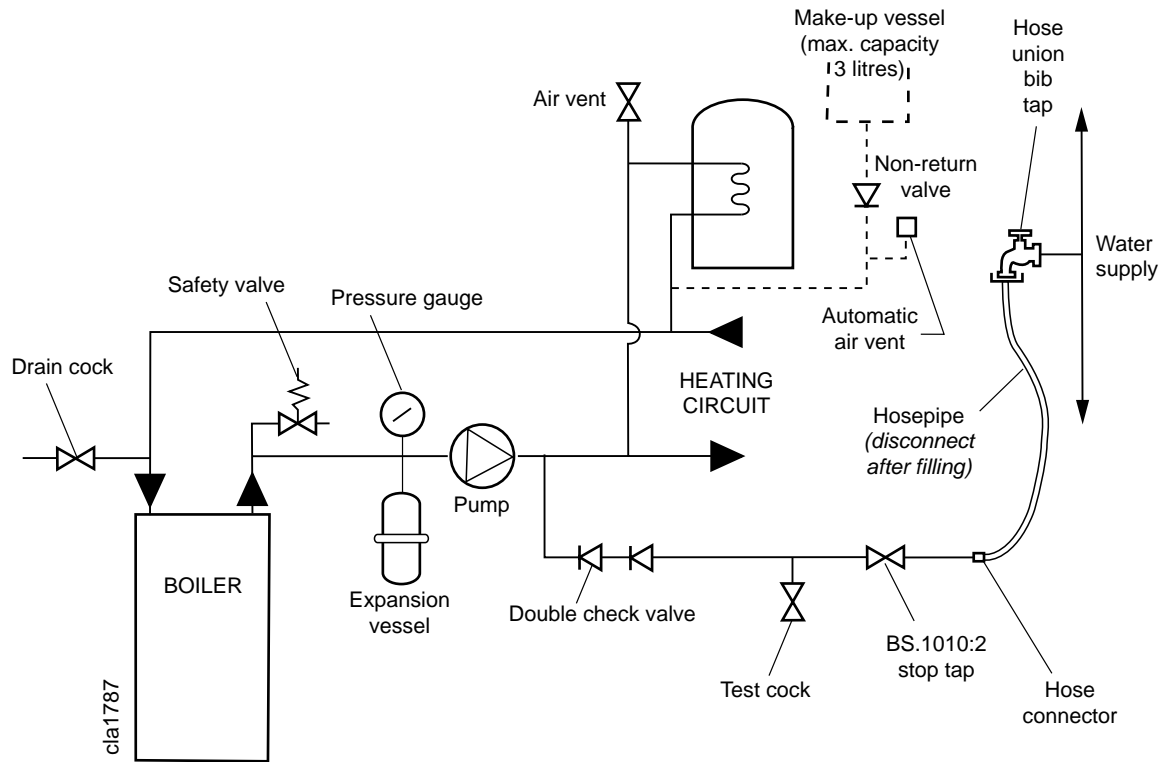 Make-up vessel
(max. capacity
3 litres)
Hose
union
bib
tap
Air vent
Non-return
valve
Water
supply
Safety valve
Pressure gauge
Automatic
air vent
Drain cock
HEATING
CIRCUIT
Hosepipe
(disconnect
after filling)
Pump
BOILER
Expansion
vessel
Double check valve
BS.1010:2
stop tap
Test cock
Hose
connector
cla1787